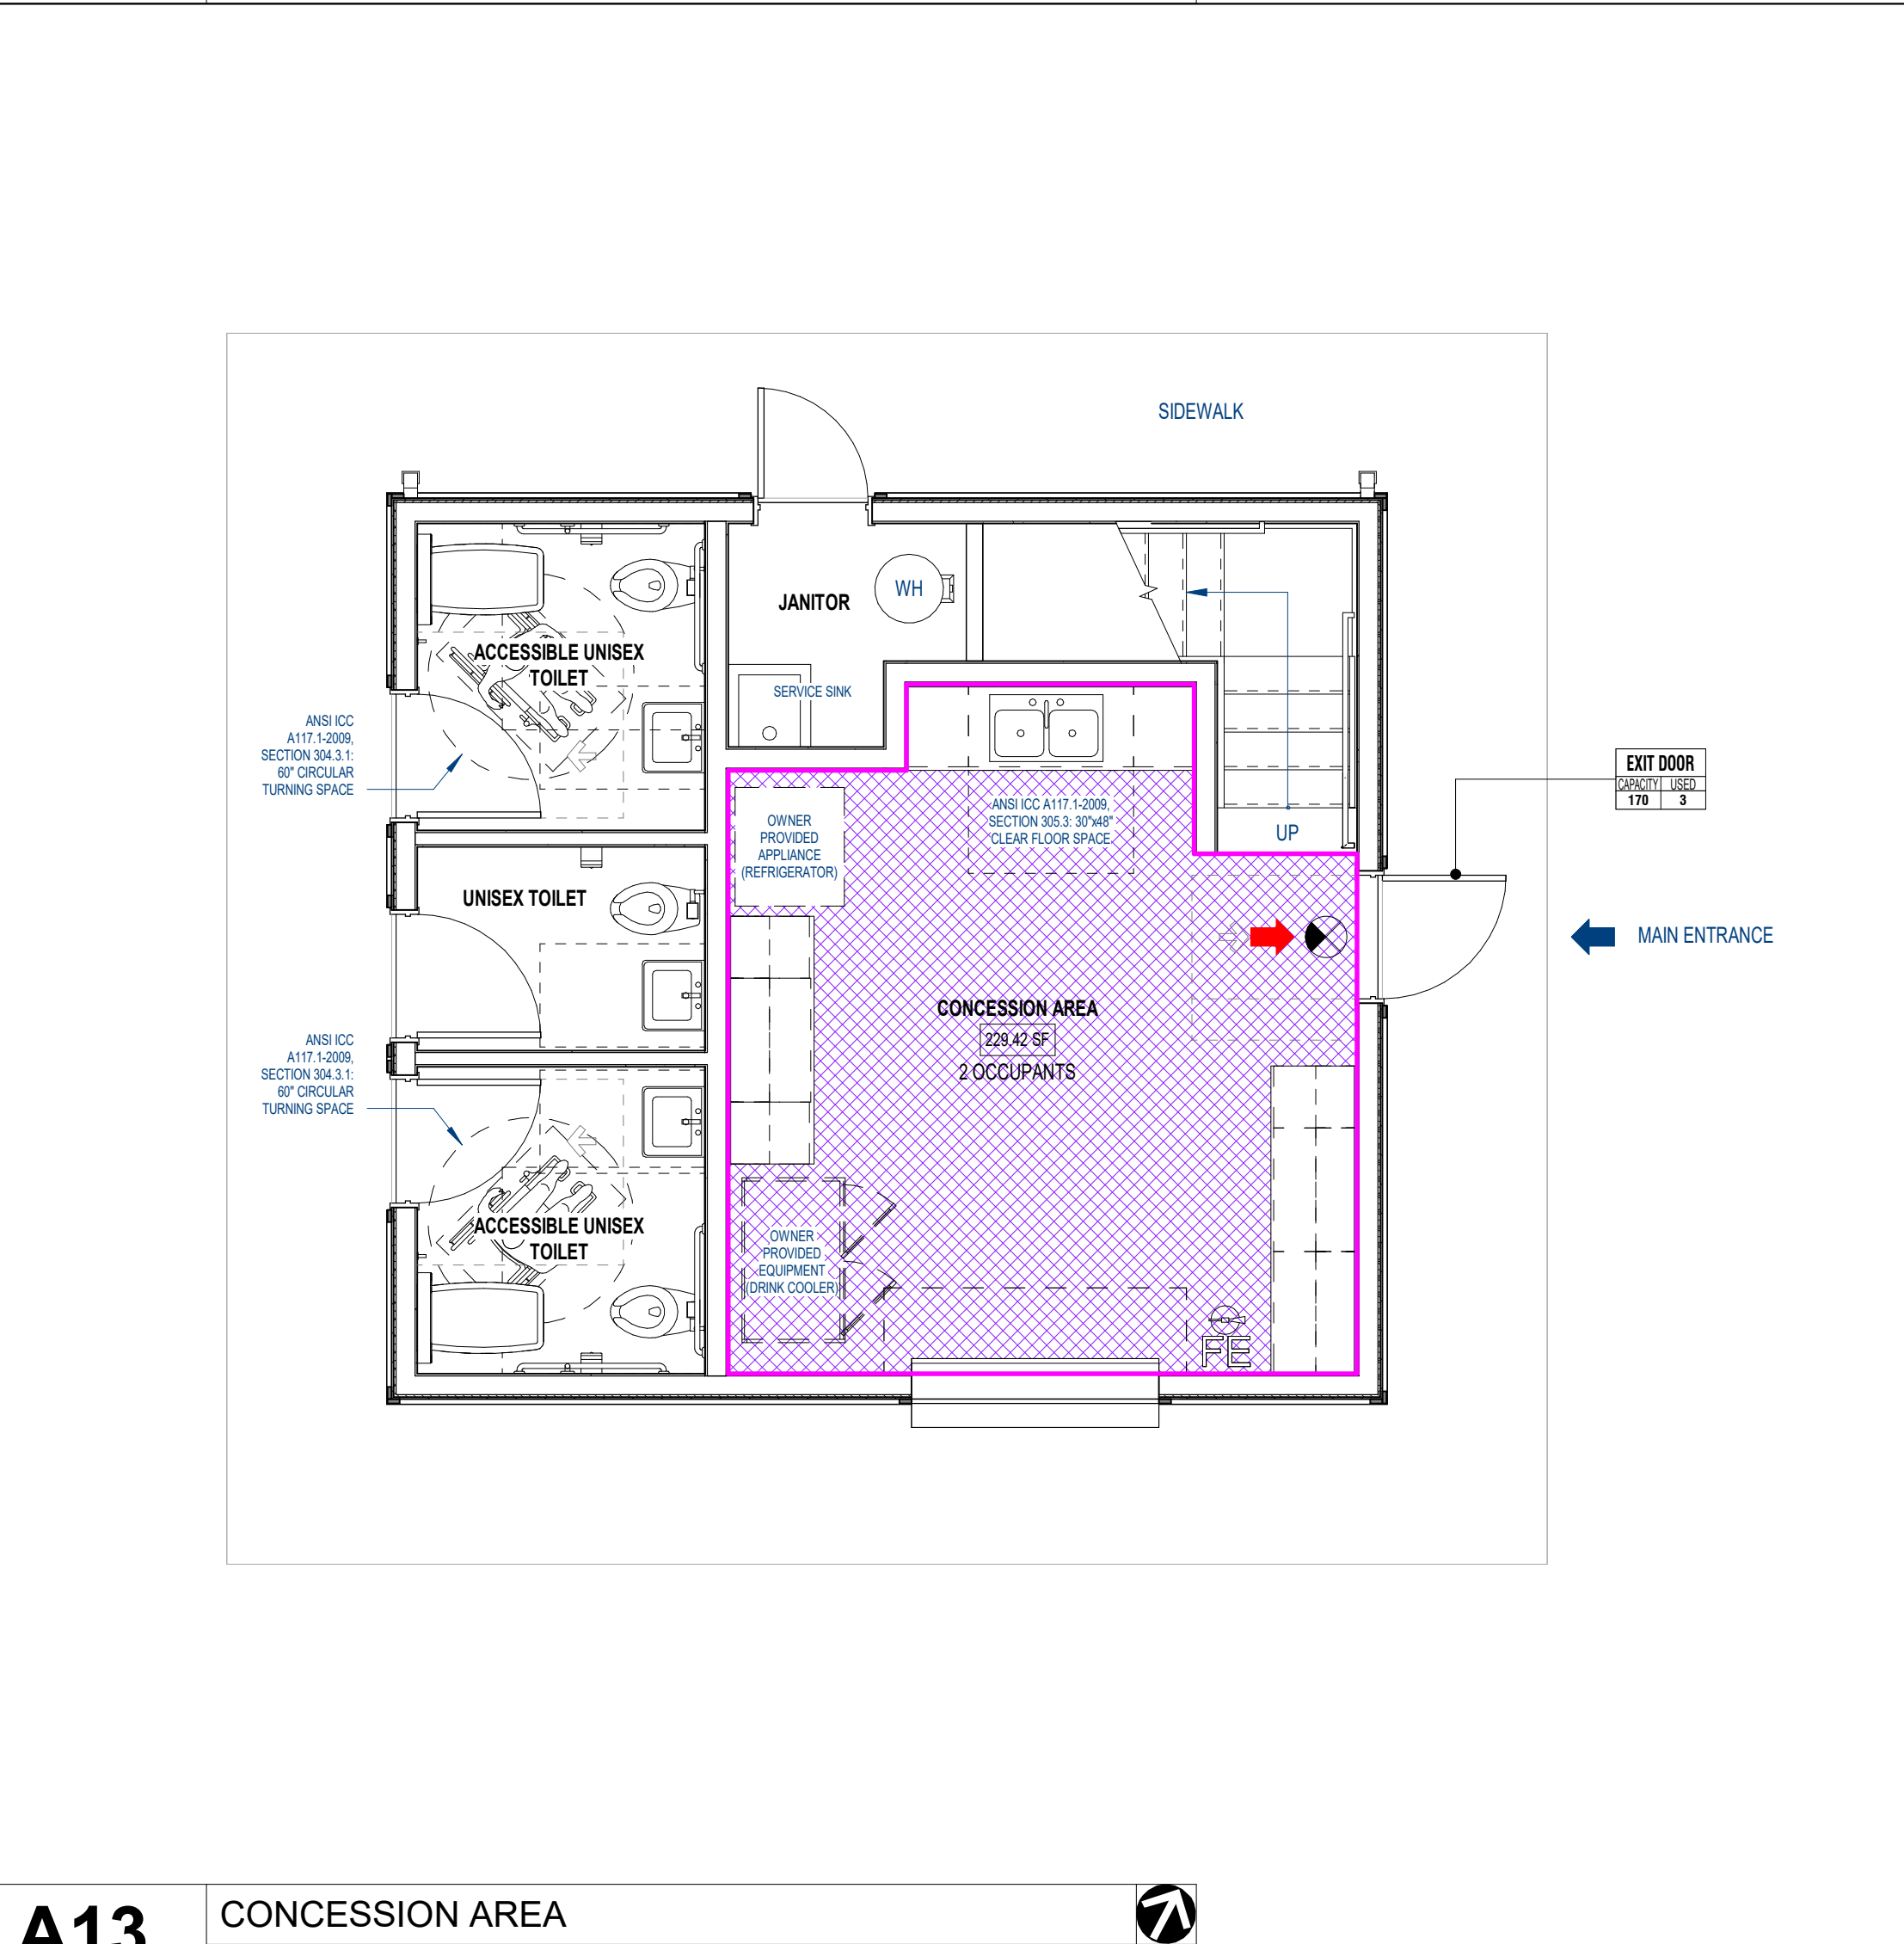 SIDEWALK
WH
JANITOR
ACCESSIBLE UNISEX
TOILET
SERVICE SINK
ANSI ICC
A117.1-2009,
SECTION 304.3.1:
60" CIRCULAR
TURNING SPACE
EXIT DOOR
CAPACITY USED
170 3
OWNER
PROVIDED
APPLIANCE
(REFRIGERATOR)
ANSI ICC A117.1-2009,
SECTION 305.3: 30"x48"
CLEAR FLOOR SPACE
UP
UNISEX TOILET
MAIN ENTRANCE
CONCESSION AREA
229.42 SF
2 OCCUPANTS
ANSI ICC
A117.1-2009,
SECTION 304.3.1:
60" CIRCULAR
TURNING SPACE
ACCESSIBLE UNISEX
TOILET
OWNER
PROVIDED
EQUIPMENT
(DRINK COOLER)
FE
A13
CONCESSION AREA